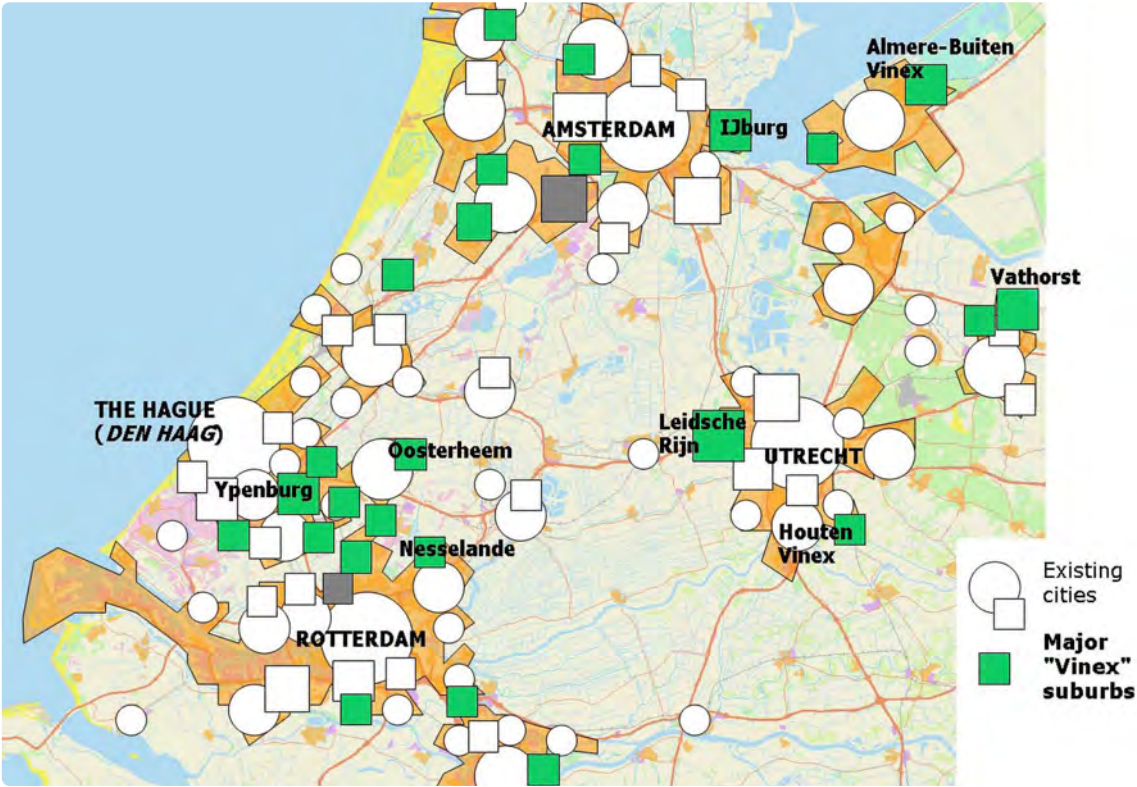 Almere-Buiten
Vinex
AMSTERDAM
IJburg
Vathorst
THE HAGUE
(DEN HAAG)
Leidsche
Rijn
Oosterheem
UTRECHT
Ypenburg
Houten
Vinex
Nesselande
ROTTERDAM
Existing
cities
Major
"Vinex"
suburbs